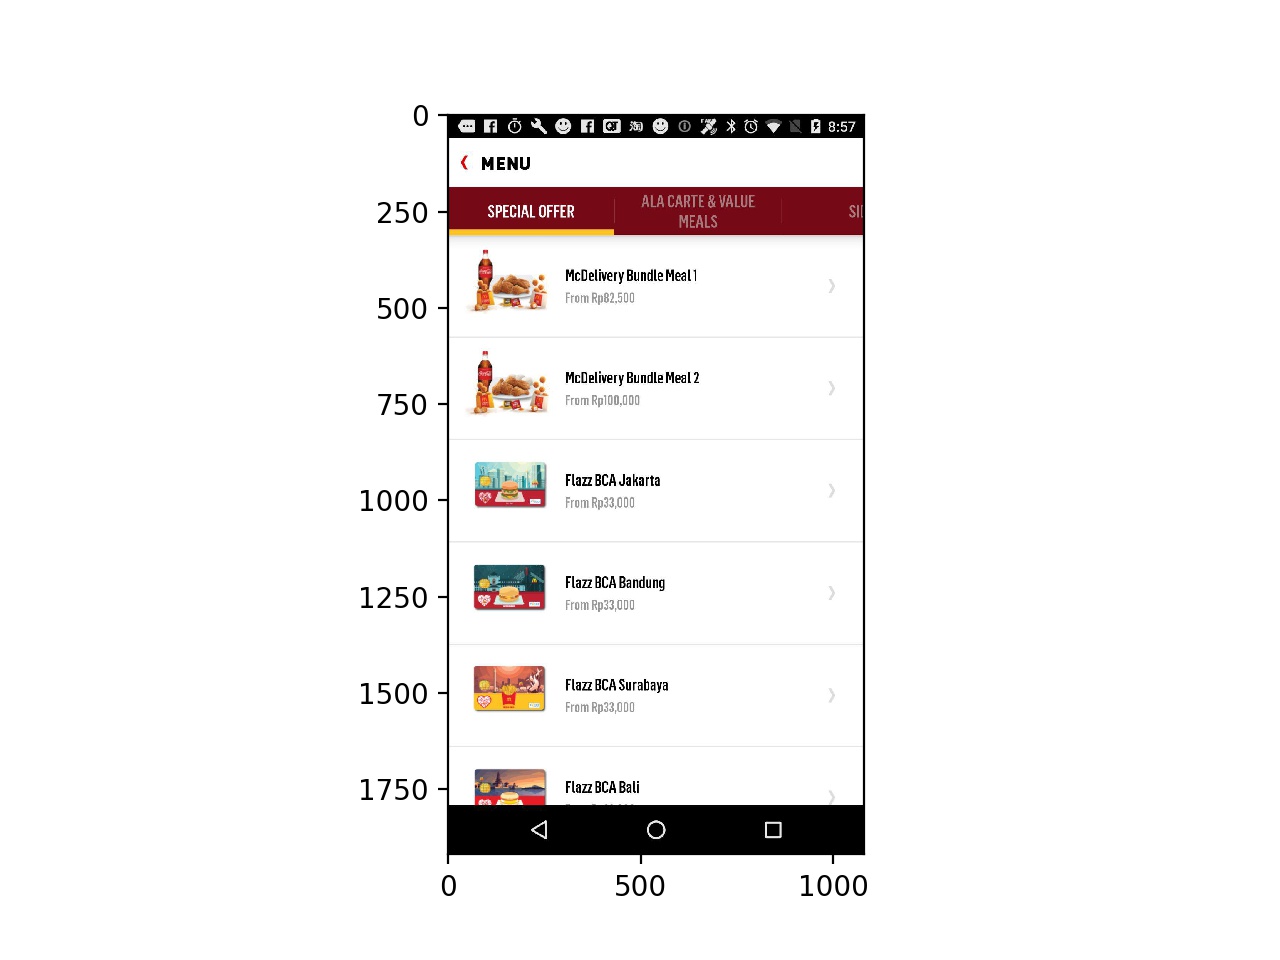 0
250
500
750
1000
1250
1500
1750
8:57
MENU
SPECIAL OFFER
ALA CARTE & VALUE
MEALS
McDelivery Bundle Meal 1
From Rp82,500
McDelivery Bundle Meal 2
From Rp100,000
Flazz BCA Jakarta
From Rp33,000
Flazz BCA Bandung
From Rp33,000
Flazz BCA Surabaya
From Rp33,000
Flazz BCA Bali
0
500
1000